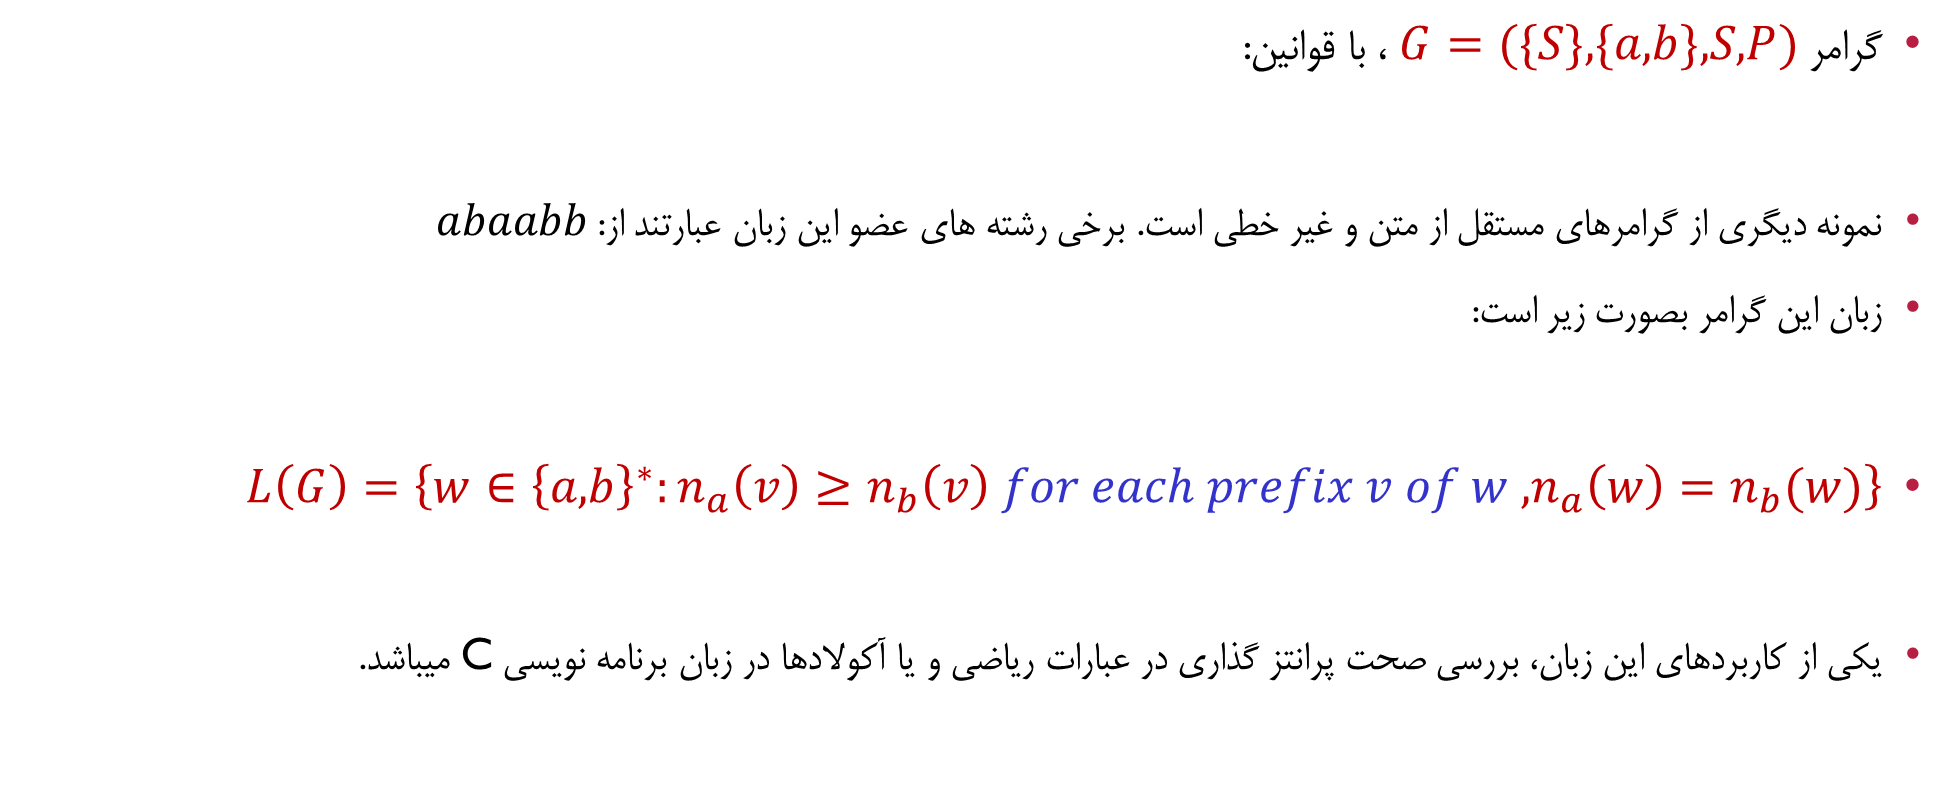 • گرامر G = ({S},{a,b},S,P) ، با قوانین:
• نمونه دیگری از گرامرهای مستقل از متن و غیر خطی است. برخی رشته های عضو این زبان عبارتند از: abaabb
• زبان این گرامر بصورت زیر است:
• L(G) = {w ∈ {a,b}*: n_a(v) ≥ n_b(v) for each prefix v of w ,n_a(w) = n_b(w)}
• یکی از کاربردهای این زبان، بررسی صحت پرانتز گذاری در عبارات ریاضی و یا آکولادها در زبان برنامه نویسی C میباشد.